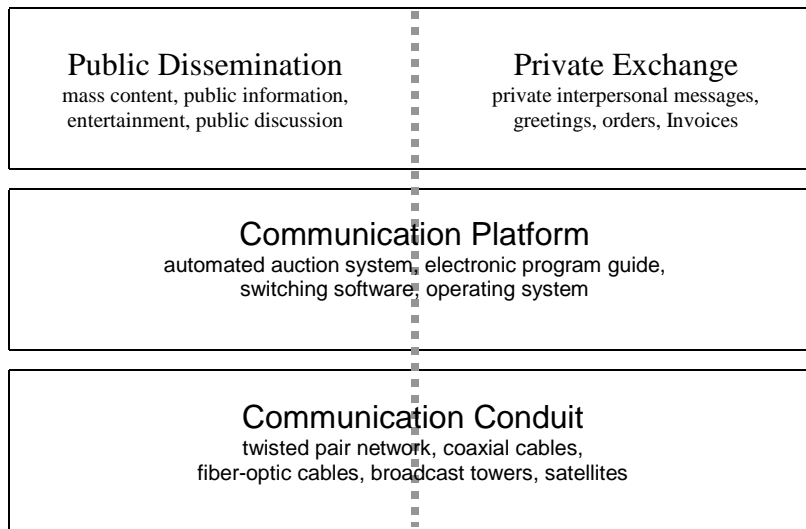 Public Dissemination
mass content, public information,
entertainment, public discussion
Private Exchange
private interpersonal messages,
greetings, orders, Invoices
Communication Platform
automated auction system, electronic program guide,
switching software, operating system
Communication Conduit
twisted pair network, coaxial cables,
fiber-optic cables, broadcast towers, satellites